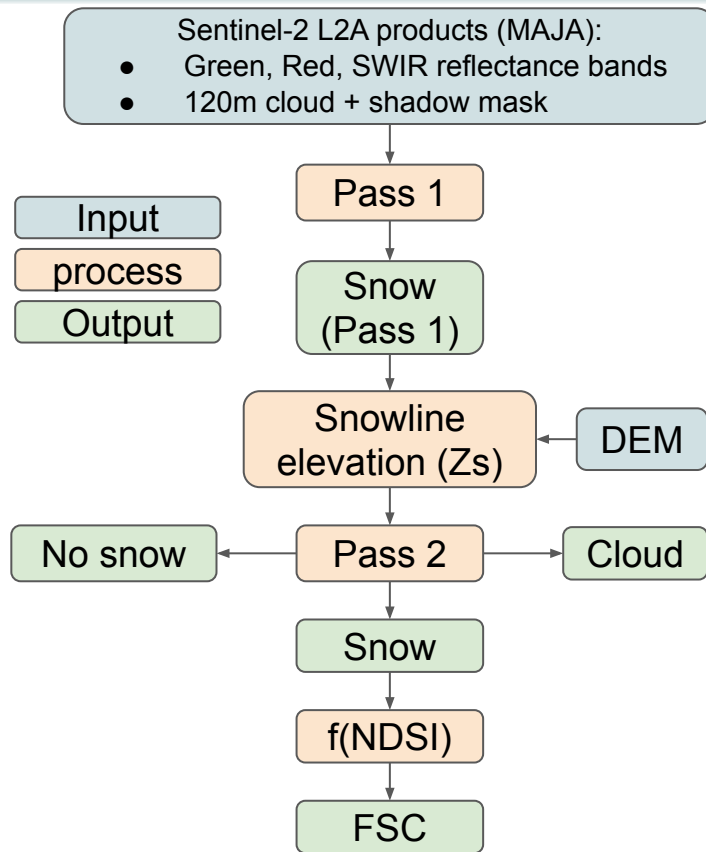 Sentinel-2 L2A products (MAJA):
● Green, Red, SWIR reflectance bands
● 120m cloud + shadow mask
Pass 1
Input
process
Output
Snow
(Pass 1)
Snowline
elevation (Zs)
DEM
No snow
Pass 2
Cloud
Snow
f(NDSI)
FSC